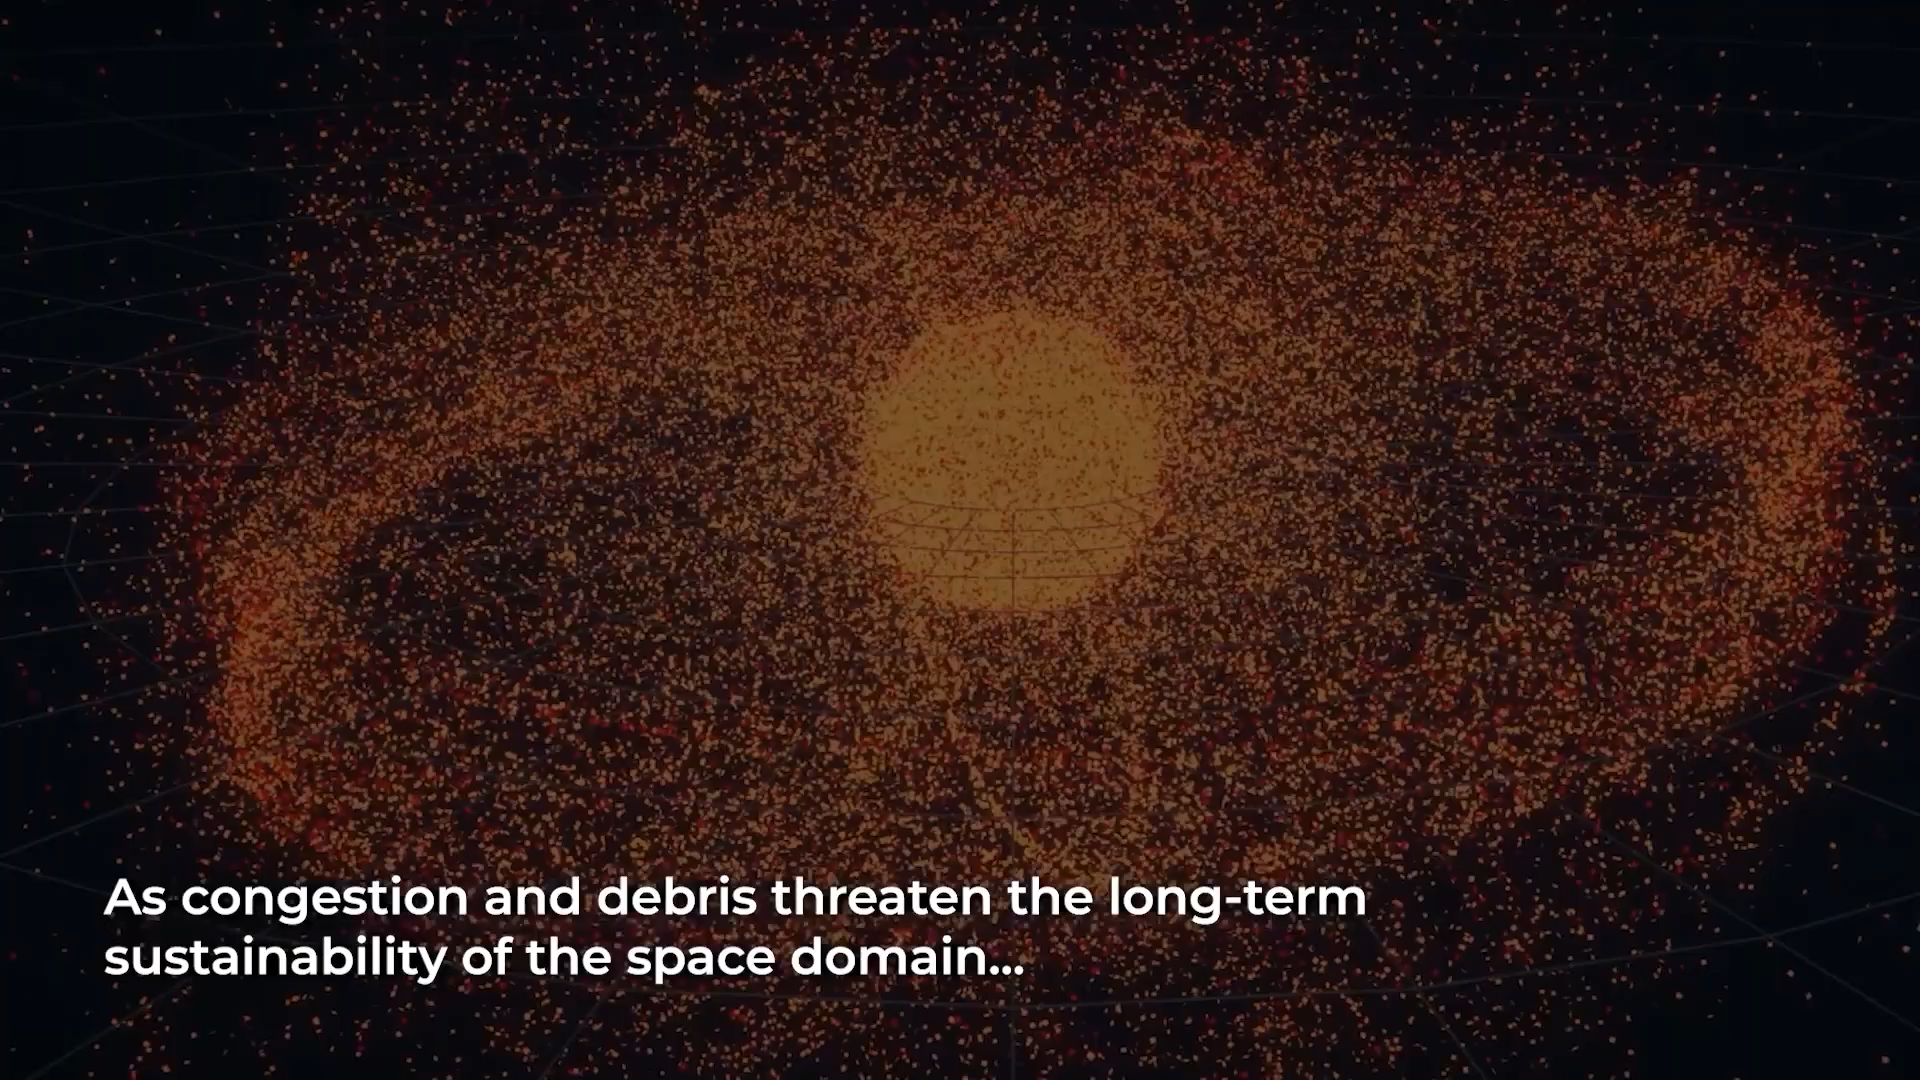 As congestion and debris threaten the long-term
sustainability of the space domain...